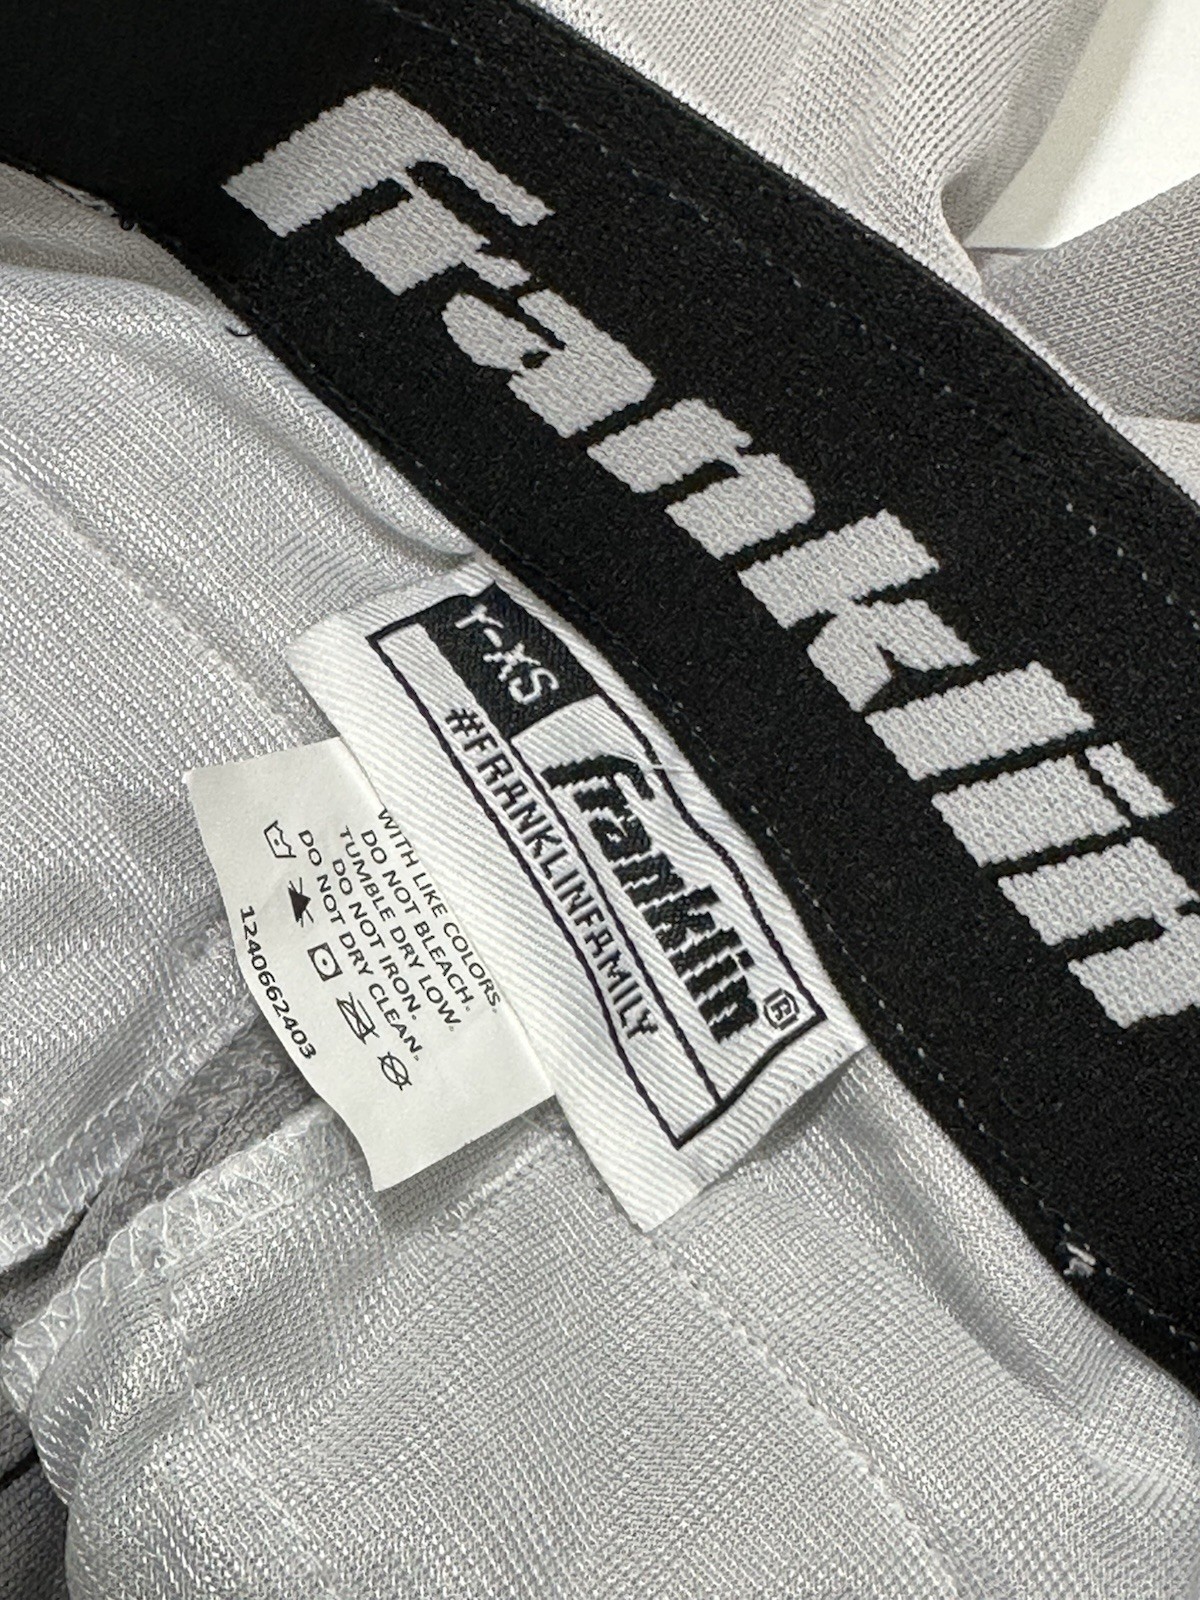 Franklin
Y-XS
Franklin®
#FRANKLINFAMILY
WITH LIKE COLORS.
DO NOT BLEACH.
TUMBLE DRY LOW.
DO NOT IRON.
DO NOT DRY CLEAN.
1240662403